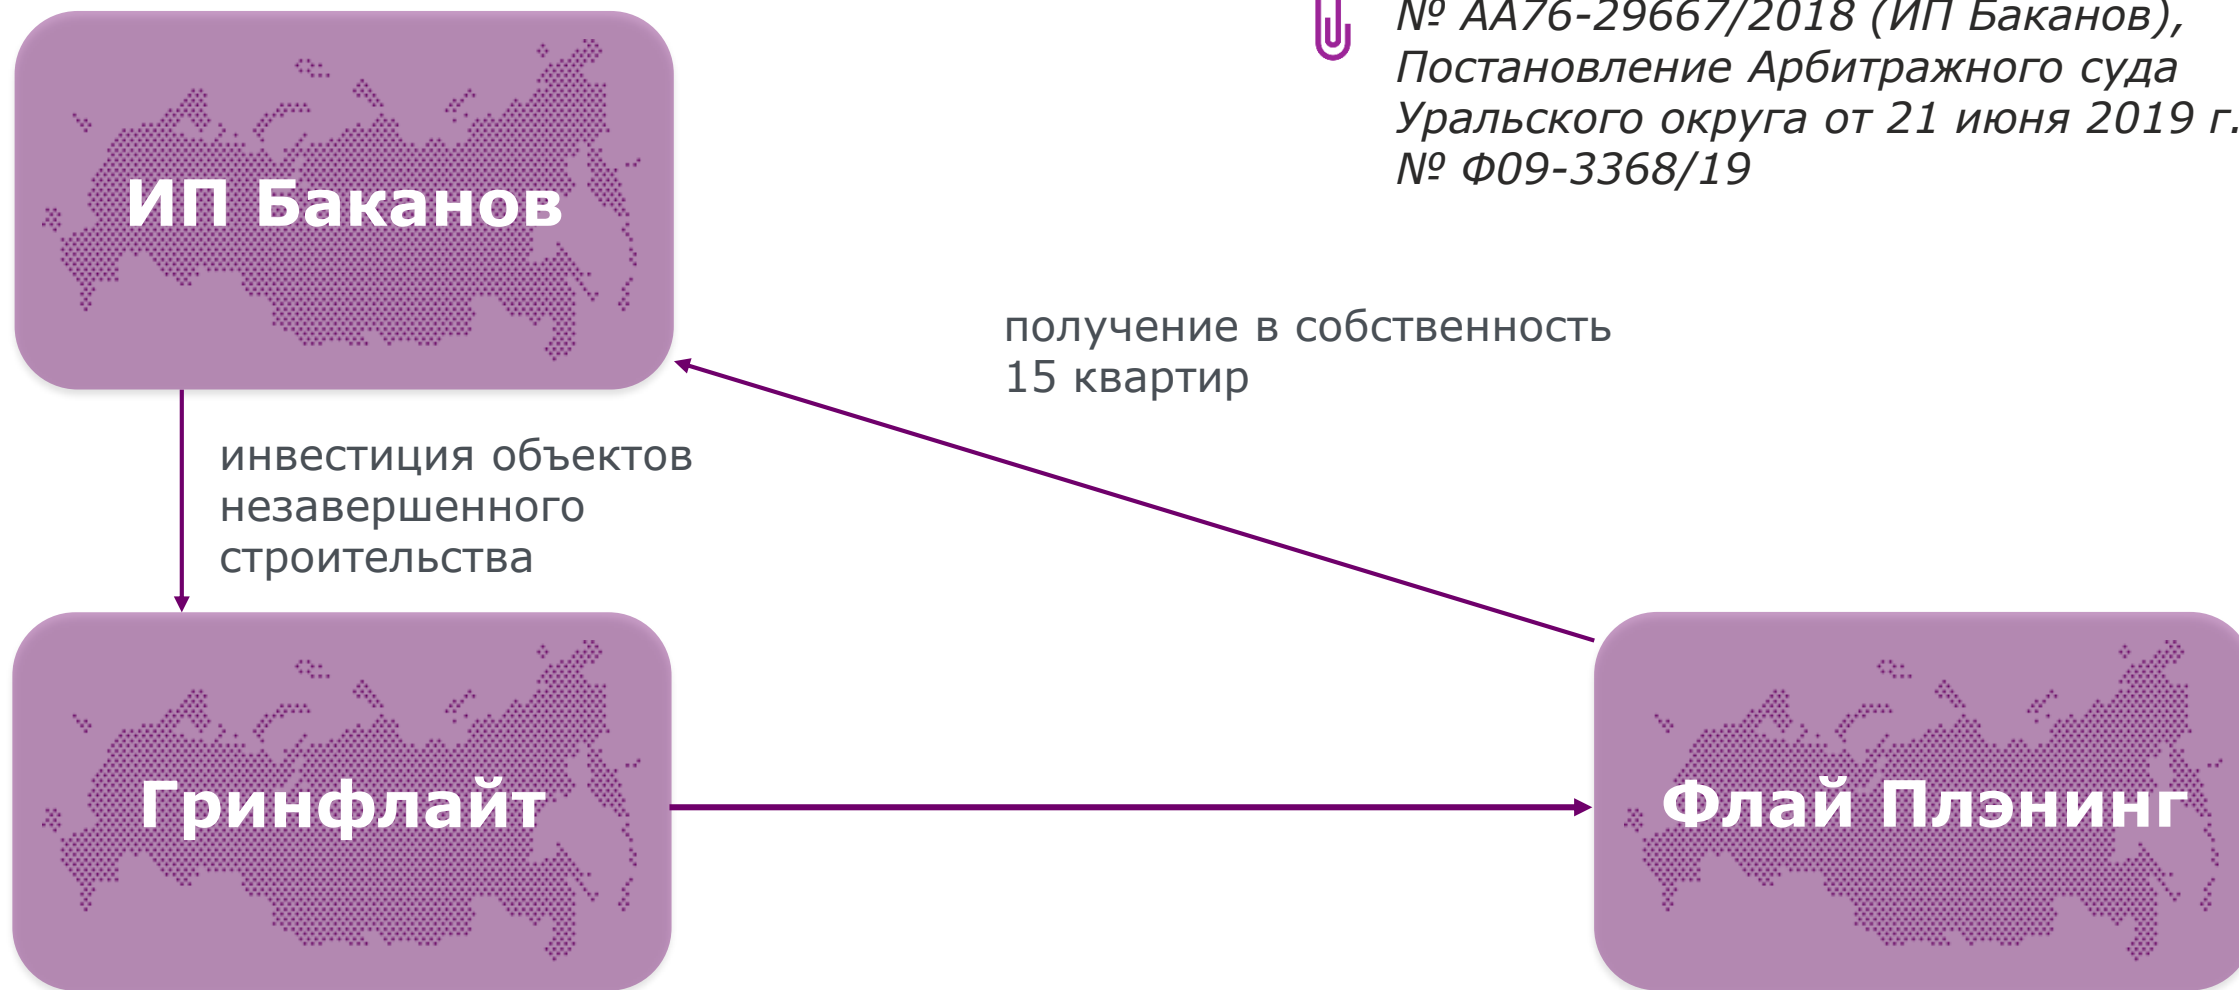 № АА76-29667/2018 (ИП Баканов),
Постановление Арбитражного суда
Уральского округа от 21 июня 2019 г.
№ Ф09-3368/19
ИП Баканов
получение в собственность
15 квартир
инвестиция объектов
незавершенного
строительства
Гринфлайт
Флай Плэнинг